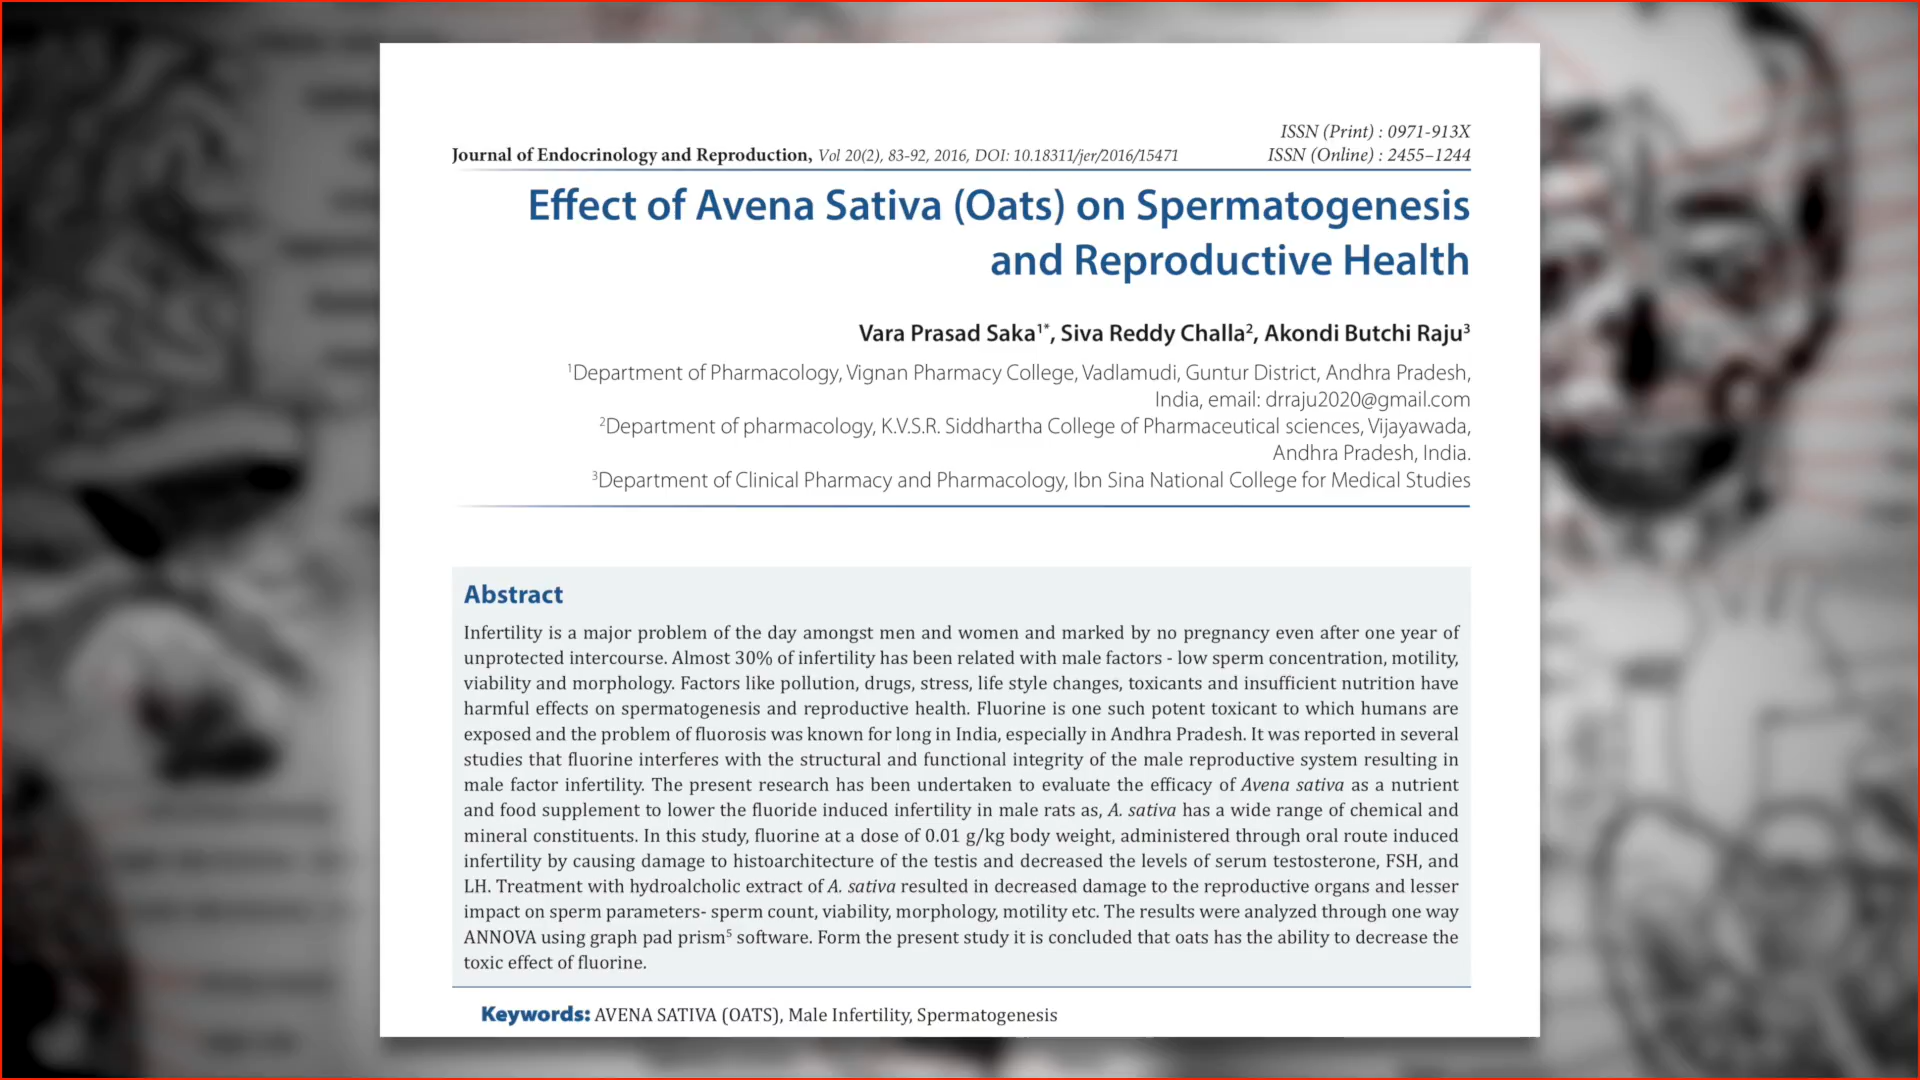 ISSN (Print) : 0971-913X
Journal of Endocrinology and Reproduction, Vol 20(2), 83-92, 2016, DOI: 10.18311/jer/2016/15471 ISSN (Online) : 2455–1244
Effect of Avena Sativa (Oats) on Spermatogenesis
and Reproductive Health
Vara Prasad Saka¹*, Siva Reddy Challa², Akondi Butchi Raju³
¹Department of Pharmacology, Vignan Pharmacy College, Vadlamudi, Guntur District, Andhra Pradesh,
India, email: drraju2020@gmail.com
²Department of pharmacology, K.V.S.R. Siddhartha College of Pharmaceutical sciences, Vijayawada,
Andhra Pradesh, India.
³Department of Clinical Pharmacy and Pharmacology, Ibn Sina National College for Medical Studies
Abstract
Infertility is a major problem of the day amongst men and women and marked by no pregnancy even after one year of
unprotected intercourse. Almost 30% of infertility has been related with male factors - low sperm concentration, motility,
viability and morphology. Factors like pollution, drugs, stress, life style changes, toxicants and insufficient nutrition have
harmful effects on spermatogenesis and reproductive health. Fluorine is one such potent toxicant to which humans are
exposed and the problem of fluorosis was known for long in India, especially in Andhra Pradesh. It was reported in several
studies that fluorine interferes with the structural and functional integrity of the male reproductive system resulting in
male factor infertility. The present research has been undertaken to evaluate the efficacy of Avena sativa as a nutrient
and food supplement to lower the fluoride induced infertility in male rats as, A. sativa has a wide range of chemical and
mineral constituents. In this study, fluorine at a dose of 0.01 g/kg body weight, administered through oral route induced
infertility by causing damage to histoarchitecture of the testis and decreased the levels of serum testosterone, FSH, and
LH. Treatment with hydroalcholic extract of A. sativa resulted in decreased damage to the reproductive organs and lesser
impact on sperm parameters- sperm count, viability, morphology, motility etc. The results were analyzed through one way
ANNOVA using graph pad prism⁵ software. Form the present study it is concluded that oats has the ability to decrease the
toxic effect of fluorine.
Keywords: AVENA SATIVA (OATS), Male Infertility, Spermatogenesis